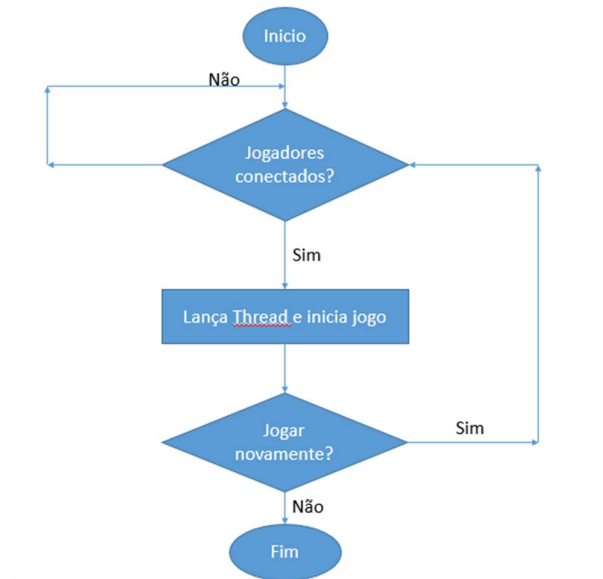 Inicio
Não
Jogadores
conectados?
Sim
Lança Thread e inicia jogo
Jogar
novamente?
Sim
Não
Fim